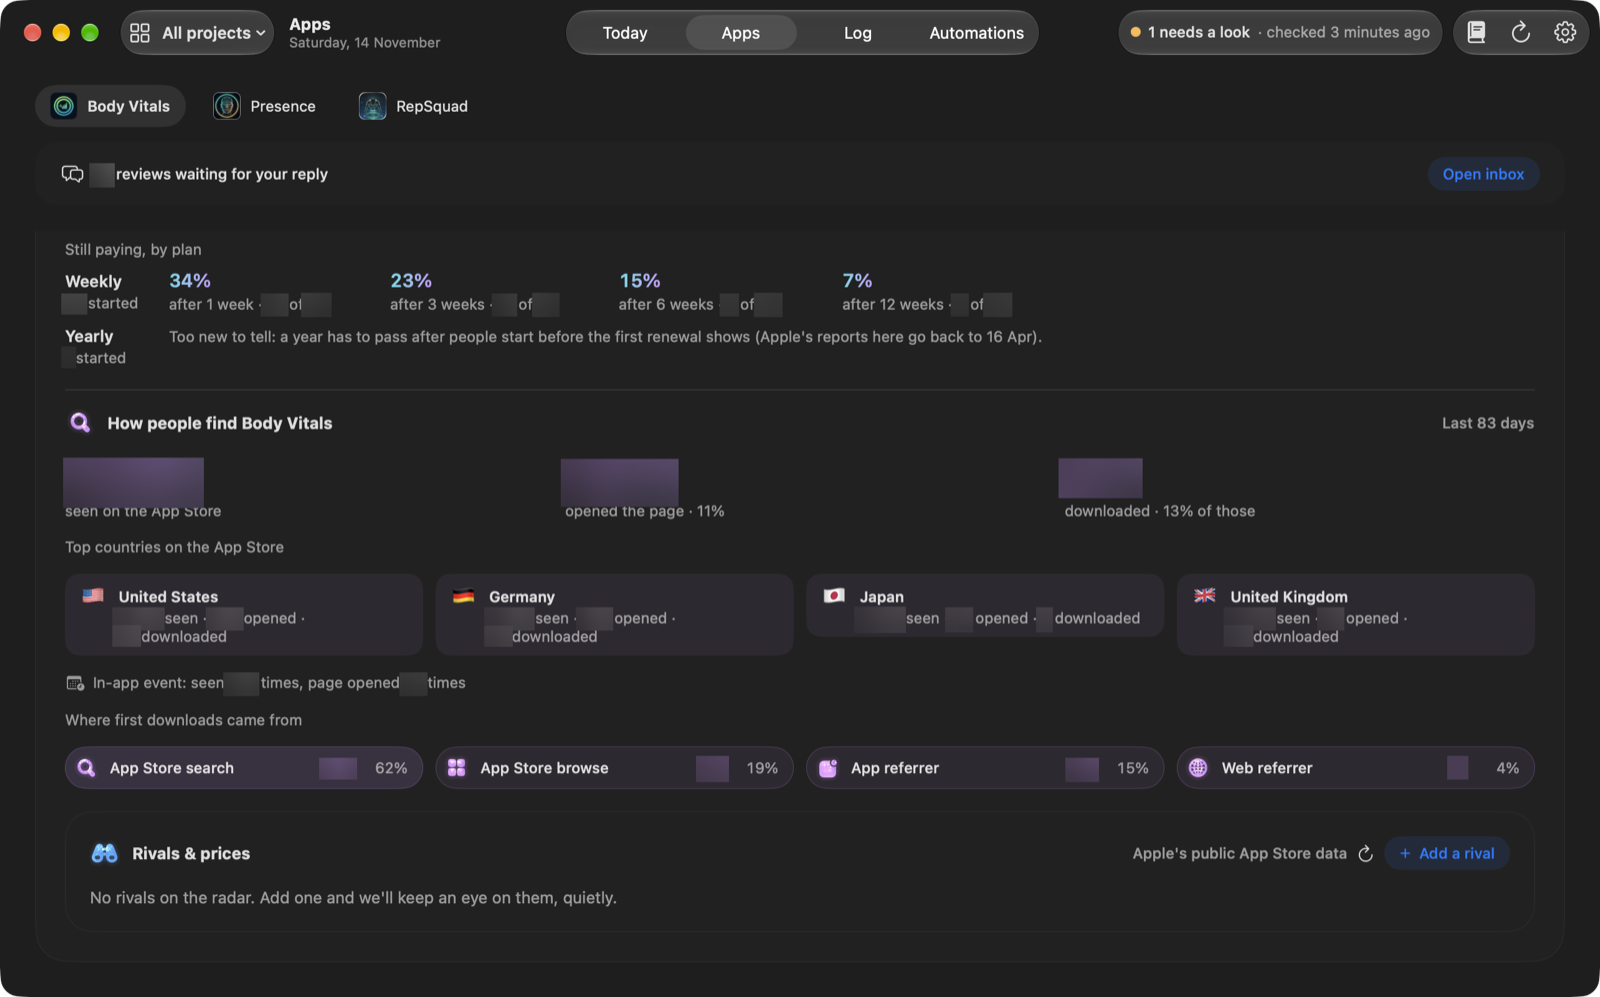 All projects
Apps
Saturday, 14 November
Today
Apps
Log
Automations
1 needs a look · checked 3 minutes ago
Body Vitals
Presence
RepSquad
reviews waiting for your reply
Open inbox
Still paying, by plan
Weekly
started
34%
after 1 week · of
23%
after 3 weeks · of
15%
after 6 weeks · of
7%
after 12 weeks · of
Yearly
started
Too new to tell: a year has to pass after people start before the first renewal shows (Apple's reports here go back to 16 Apr).
How people find Body Vitals
Last 83 days
seen on the App Store
opened the page · 11%
downloaded · 13% of those
Top countries on the App Store
United States
seen · opened ·
downloaded
Germany
seen · opened ·
downloaded
Japan
seen opened · downloaded
United Kingdom
seen · opened ·
downloaded
In-app event: seen times, page opened times
Where first downloads came from
App Store search 62%
App Store browse 19%
App referrer 15%
Web referrer 4%
Rivals & prices
Apple's public App Store data
+ Add a rival
No rivals on the radar. Add one and we'll keep an eye on them, quietly.